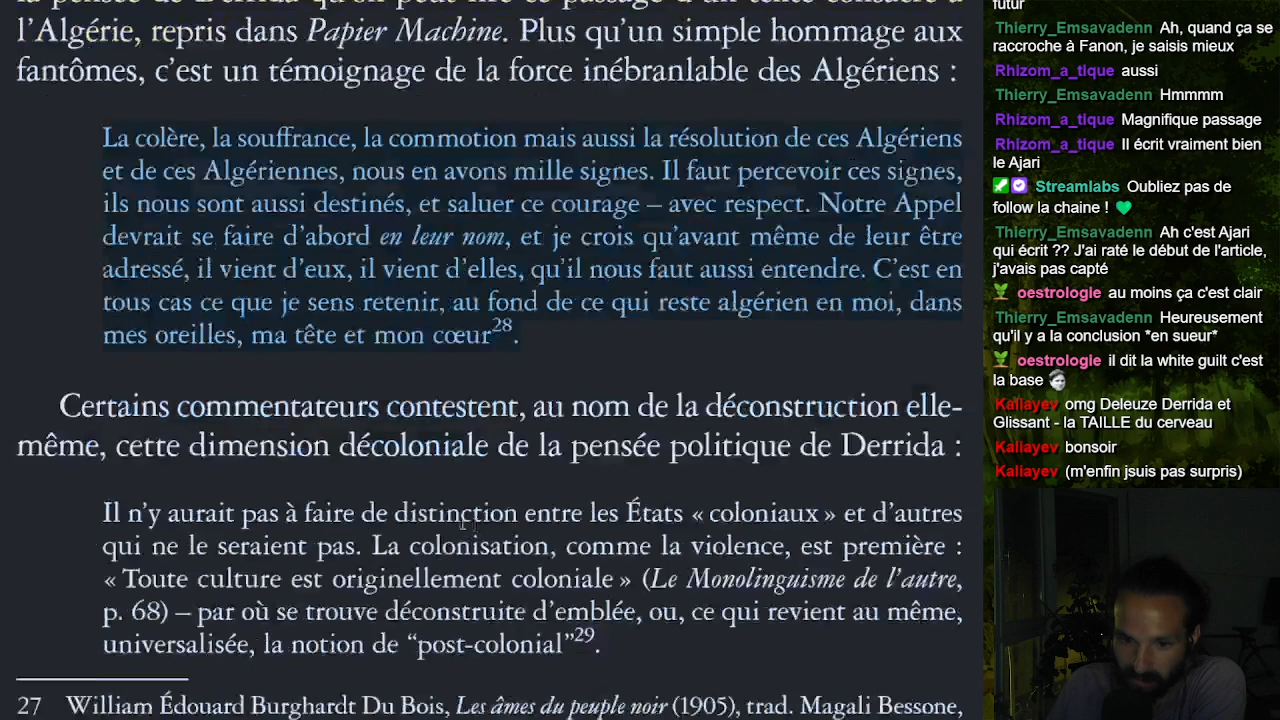 la pensée de Derrida qu'on peut lire ce passage d'un texte consacré à
l'Algérie, repris dans Papier Machine. Plus qu'un simple hommage aux
fantômes, c'est un témoignage de la force inébranlable des Algériens :
La colère, la souffrance, la commotion mais aussi la résolution de ces Algériens
et de ces Algériennes, nous en avons mille signes. Il faut percevoir ces signes,
ils nous sont aussi destinés, et saluer ce courage – avec respect. Notre Appel
devrait se faire d'abord en leur nom, et je crois qu'avant même de leur être
adressé, il vient d'eux, il vient d'elles, qu'il nous faut aussi entendre. C'est en
tous cas ce que je sens retenir, au fond de ce qui reste algérien en moi, dans
mes oreilles, ma tête et mon cœur28.
Certains commentateurs contestent, au nom de la déconstruction elle-
même, cette dimension décoloniale de la pensée politique de Derrida :
Il n'y aurait pas à faire de distinction entre les États « coloniaux » et d'autres
qui ne le seraient pas. La colonisation, comme la violence, est première :
« Toute culture est originellement coloniale » (Le Monolinguisme de l'autre,
p. 68) – par où se trouve déconstruite d'emblée, ou, ce qui revient au même,
universalisée, la notion de “post-colonial”29.
27 William Édouard Burghardt Du Bois, Les âmes du peuple noir (1905), trad. Magali Bessone,
futur
Thierry_Emsavadenn Ah, quand ça se
raccroche à Fanon, je saisis mieux
Rhizom_a_tique aussi
Thierry_Emsavadenn Hmmmm
Rhizom_a_tique Magnifique passage
Rhizom_a_tique Il écrit vraiment bien
le Ajari
Streamlabs Oubliez pas de
follow la chaine !
Thierry_Emsavadenn Ah c'est Ajari
qui écrit ?? J'ai raté le début de l'article,
j'avais pas capté
oestrologie au moins ça c'est clair
Thierry_Emsavadenn Heureusement
qu'il y a la conclusion *en sueur*
oestrologie il dit la white guilt c'est
la base
Kaliayev omg Deleuze Derrida et
Glissant - la TAILLE du cerveau
Kaliayev bonsoir
Kaliayev (m'enfin jsuis pas surpris)